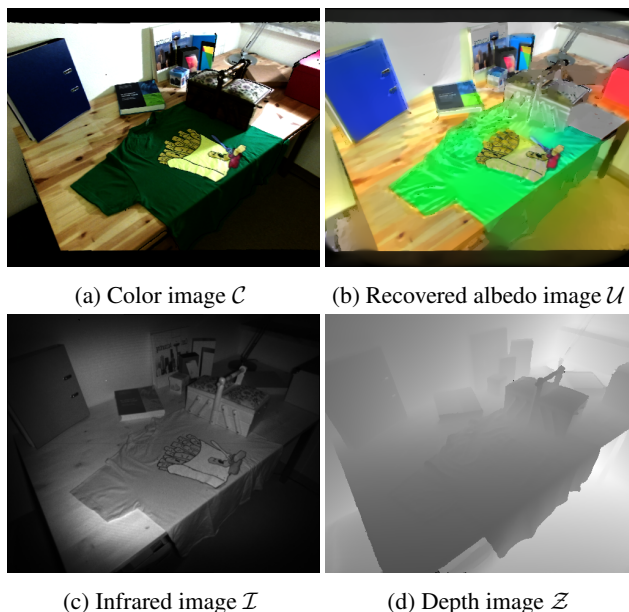 (a) Color image C
(b) Recovered albedo image U
(c) Infrared image I
(d) Depth image Z